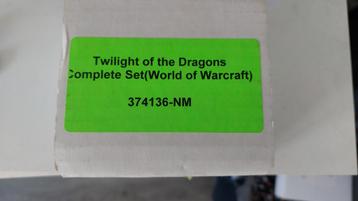 Twilight of the Dragons
Complete Set(World of Warcraft)
374136-NM